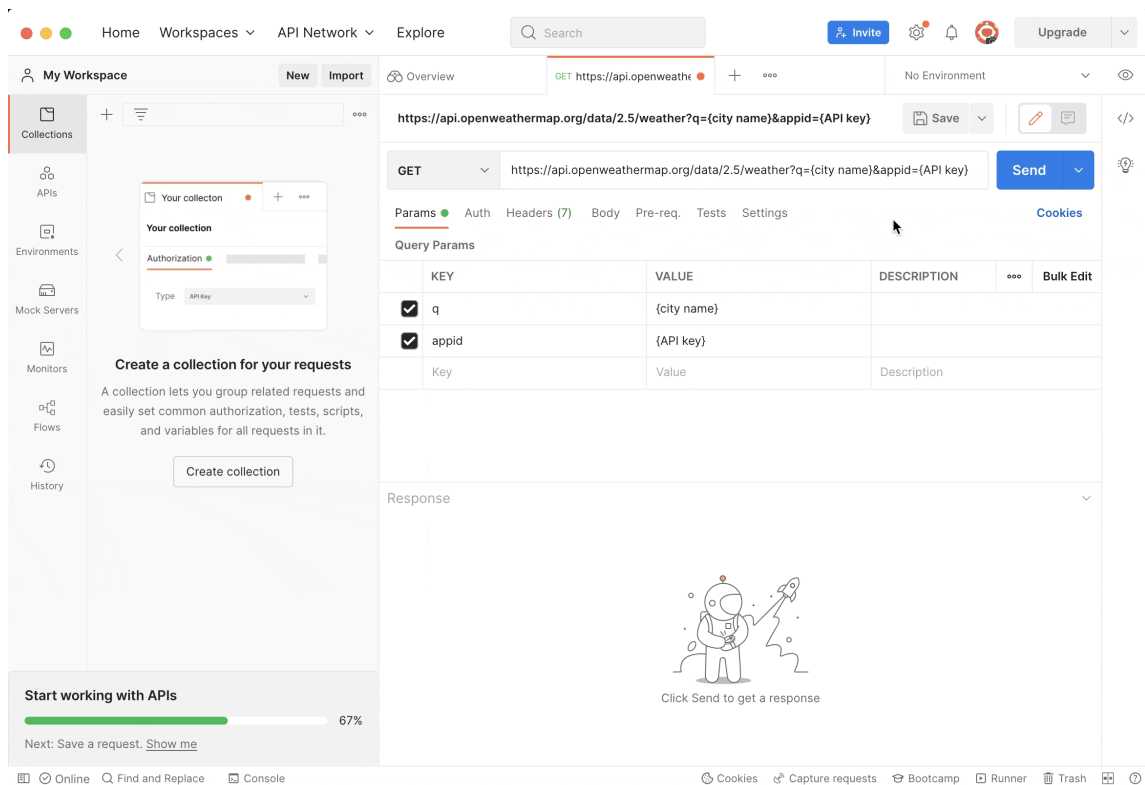 Home Workspaces API Network Explore Search Invite Upgrade
My Workspace New Import Overview GET https://api.openweathe No Environment
Collections
APIs
Environments
Mock Servers
Monitors
Flows
History
Your collecton
Your collection
Authorization
Type API Key
Create a collection for your requests
A collection lets you group related requests and
easily set common authorization, tests, scripts,
and variables for all requests in it.
Create collection
Start working with APIs
67%
Next: Save a request. Show me
https://api.openweathermap.org/data/2.5/weather?q={city name}&appid={API key} Save
GET https://api.openweathermap.org/data/2.5/weather?q={city name}&appid={API key} Send
Params Auth Headers (7) Body Pre-req. Tests Settings Cookies
Query Params
KEY VALUE DESCRIPTION Bulk Edit
q {city name}
appid {API key}
Key Value Description
Response
Click Send to get a response
Online Find and Replace Console Cookies Capture requests Bootcamp Runner Trash